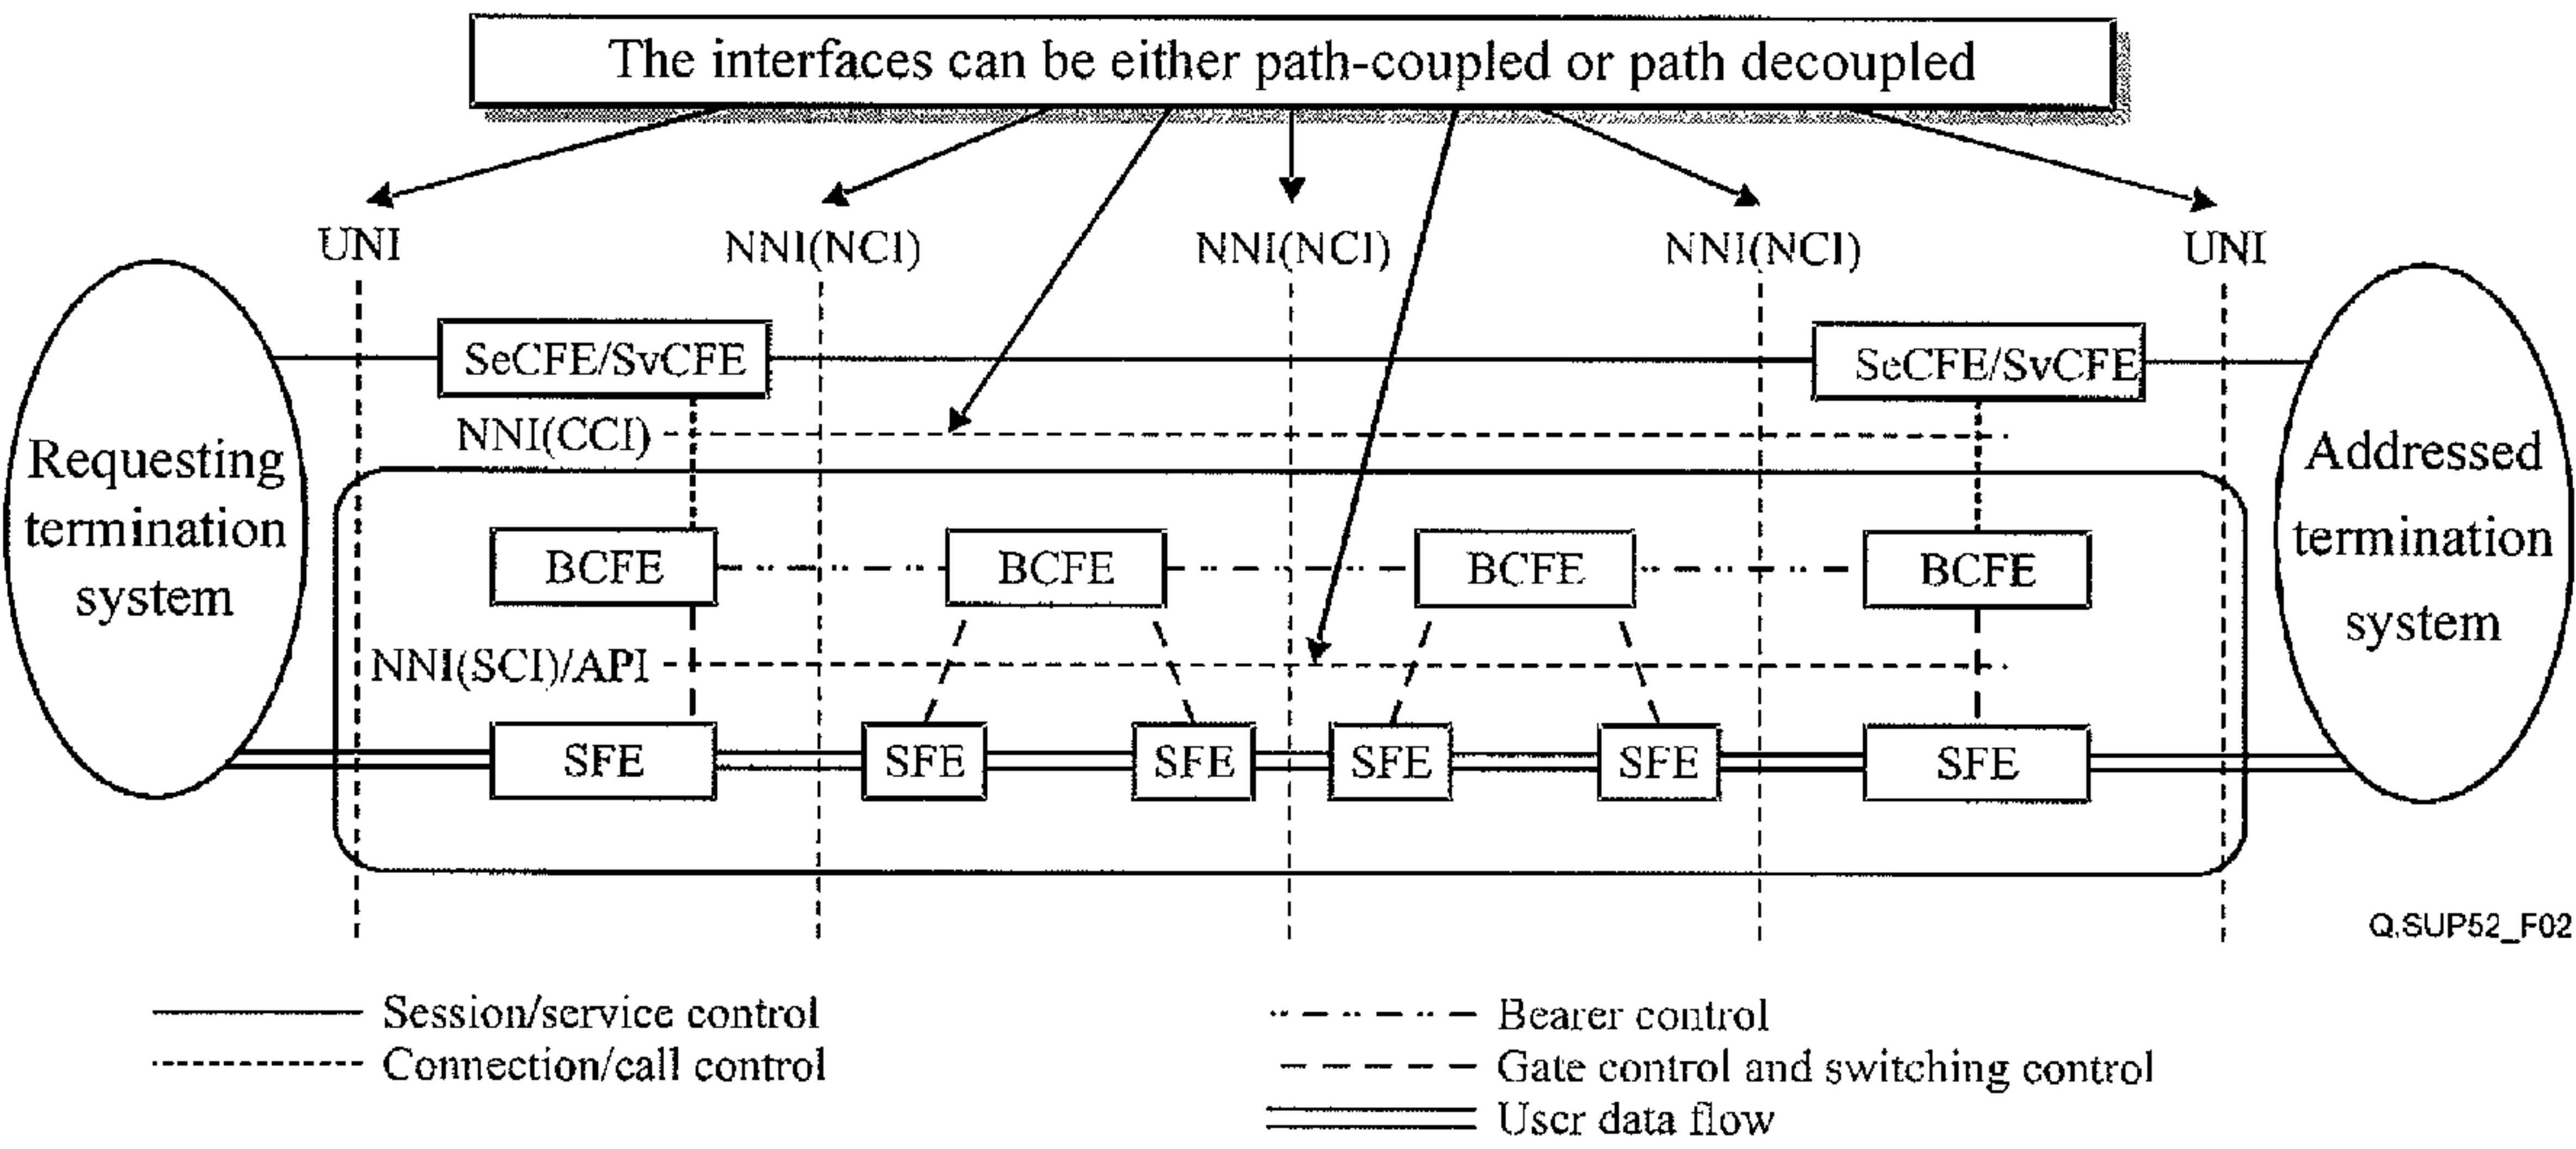 The interfaces can be either path-coupled or path decoupled
UNI
NNI(NCI)
NNI(NCI)
NNI(NCI)
UNI
SeCFE/SvCFE
SeCFE/SvCFE
NNI(CCI)
Requesting
termination
system
Addressed
termination
system
BCFE
BCFE
BCFE
BCFE
NNI(SCI)/API
SFE
SFE
SFE
SFE
SFE
SFE
Q.SUP52_F02
Session/service control
Connection/call control
Bearer control
Gate control and switching control
User data flow